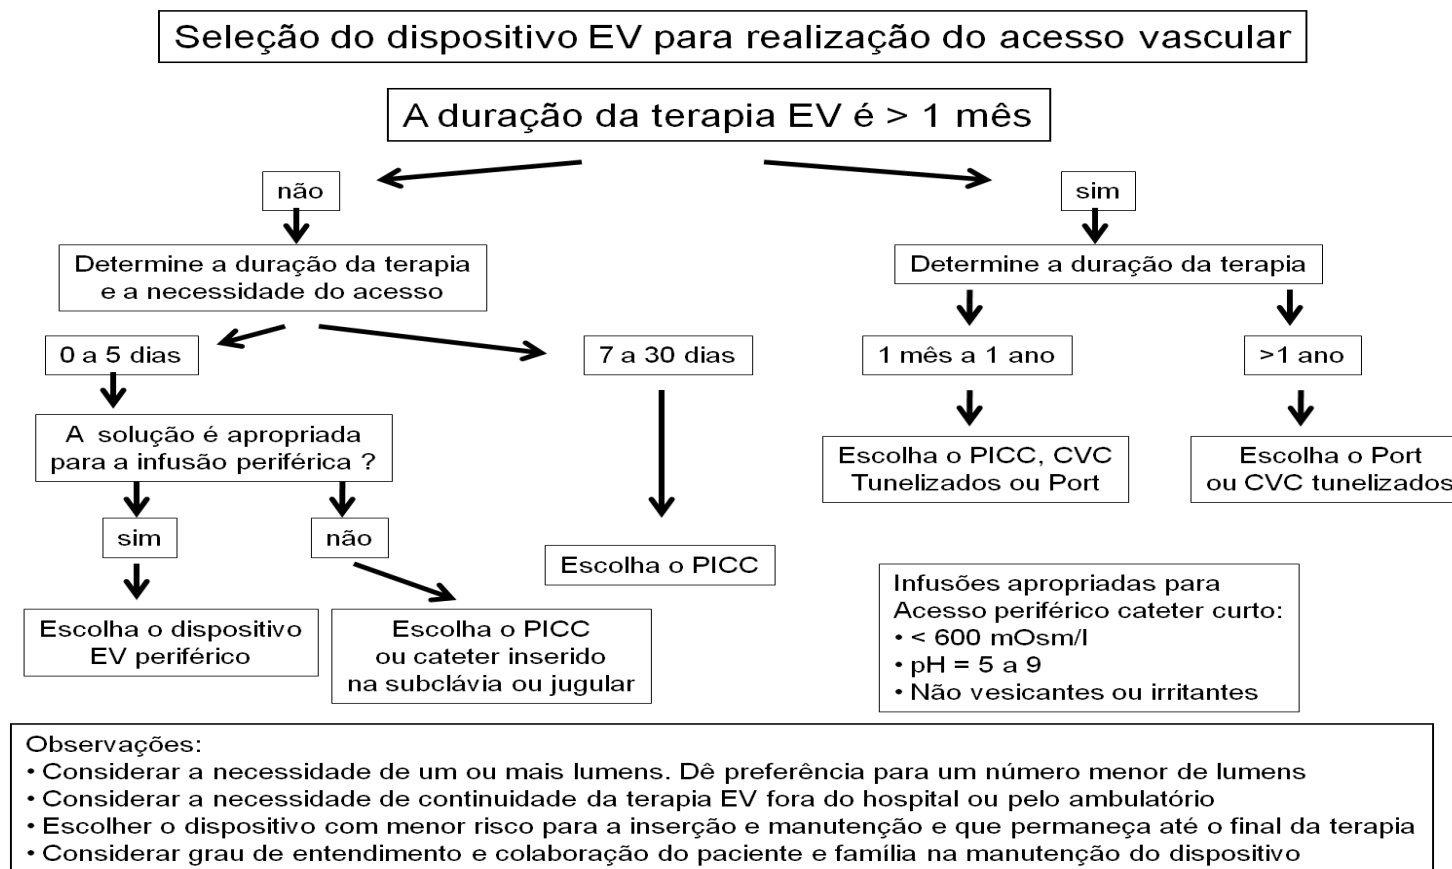 Seleção do dispositivo EV para realização do acesso vascular
A duração da terapia EV é > 1 mês
não
sim
Determine a duração da terapia
e a necessidade do acesso
Determine a duração da terapia
0 a 5 dias
7 a 30 dias
1 mês a 1 ano
>1 ano
A solução é apropriada
para a infusão periférica ?
Escolha o PICC, CVC
Tunelizados ou Port
Escolha o Port
ou CVC tunelizados
sim
não
Escolha o PICC
Escolha o dispositivo
EV periférico
Escolha o PICC
ou cateter inserido
na subclávia ou jugular
Infusões apropriadas para
Acesso periférico cateter curto:
• < 600 mOsm/l
• pH = 5 a 9
• Não vesicantes ou irritantes
Observações:
• Considerar a necessidade de um ou mais lumens. Dê preferência para um número menor de lumens
• Considerar a necessidade de continuidade da terapia EV fora do hospital ou pelo ambulatório
• Escolher o dispositivo com menor risco para a inserção e manutenção e que permaneça até o final da terapia
• Considerar grau de entendimento e colaboração do paciente e família na manutenção do dispositivo